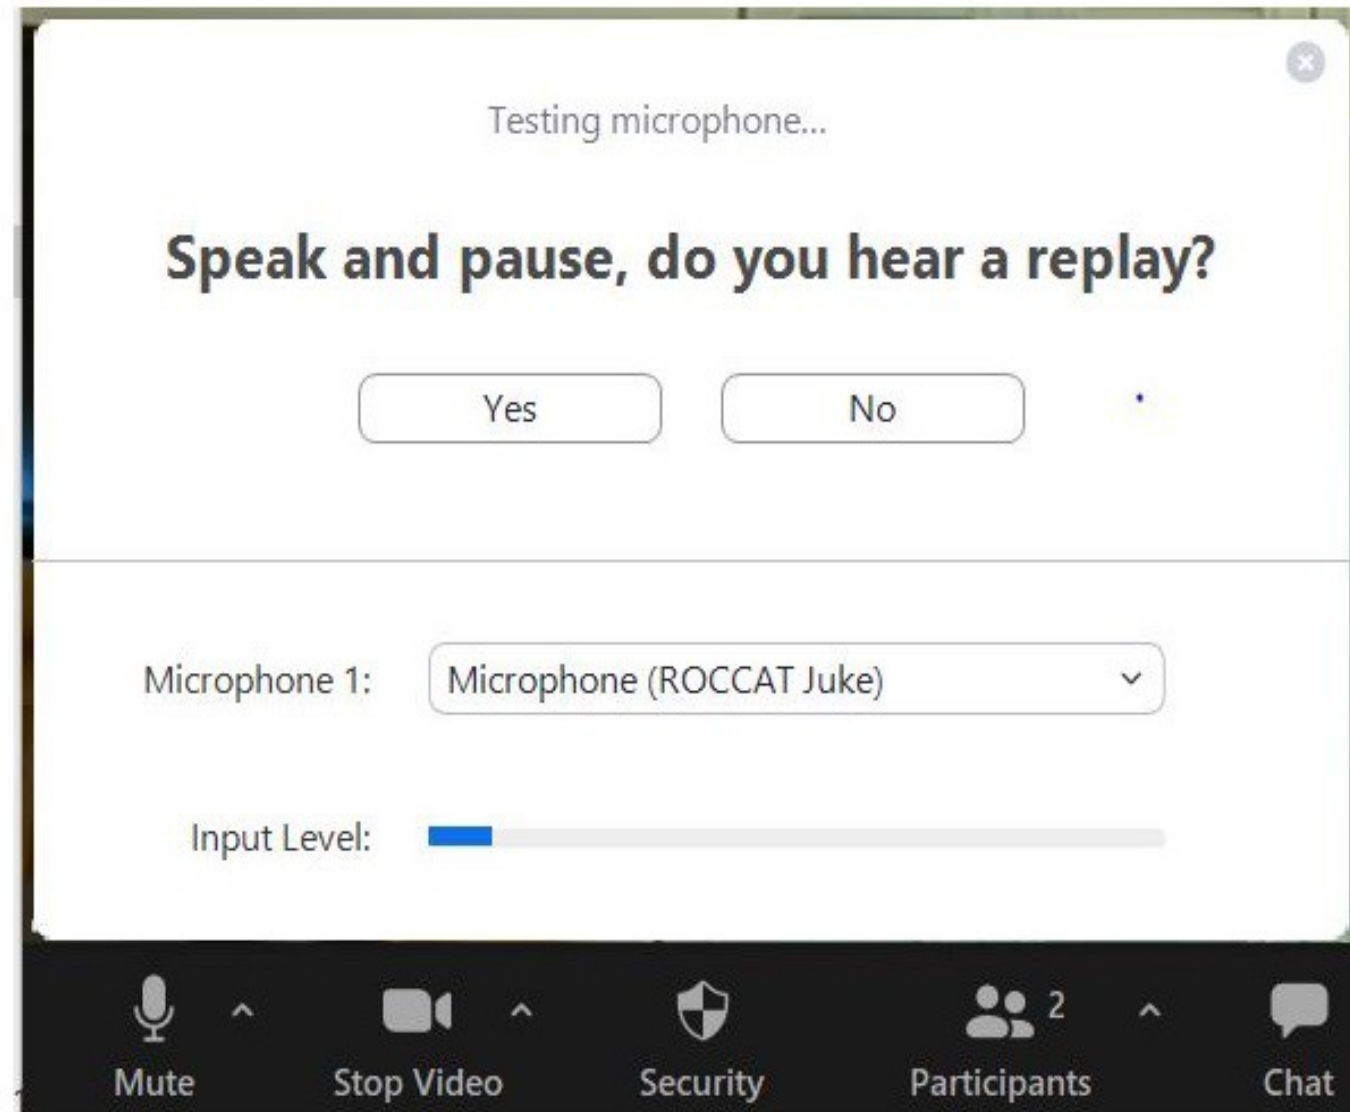 Testing microphone...
Speak and pause, do you hear a replay?
Yes No
Microphone 1: Microphone (ROCCAT Juke)
Input Level:
2
Mute Stop Video Security Participants Chat